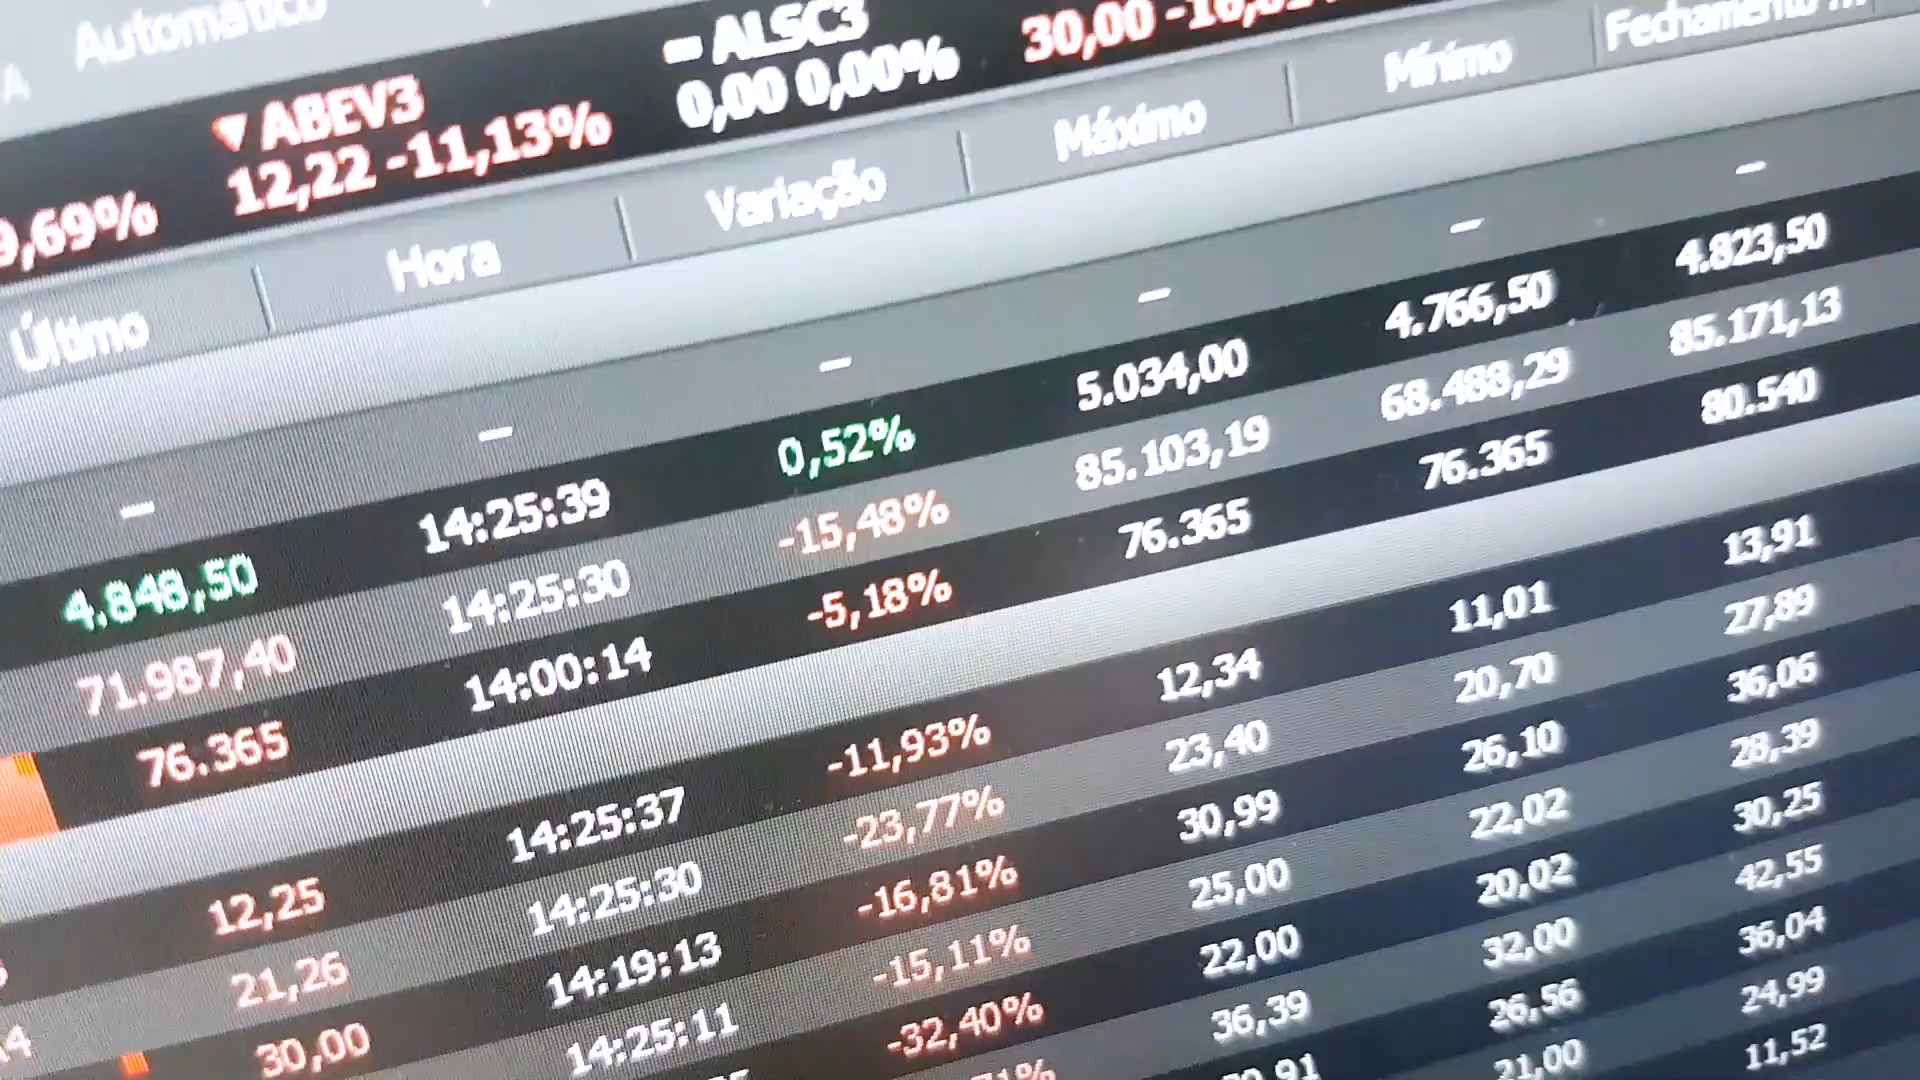 Automático
A
ALSC3
30,00
ABEV3
0,00 0,00%
Fechamento ...
12,22 -11,13%
Mínimo
9,69%
Máximo
Variação
Hora
Último
— — — — — —
4.848,50 14:25:39 0,52% 5.034,00 4.766,50 4.823,50
71.987,40 14:25:30 -15,48% 85.103,19 68.488,29 85.171,13
76.365 14:00:14 -5,18% 76.365 76.365 80.540
12,25 14:25:37 -11,93% 12,34 11,01 13,91
21,26 14:25:30 -23,77% 23,40 20,70 27,89
30,00 14:19:13 -16,81% 30,99 26,10 36,06
14:25:11 -15,11% 25,00 22,02 28,39
-32,40% 22,00 20,02 30,25
36,39 32,00 42,55
26,56 36,04
21,00 24,99
11,52